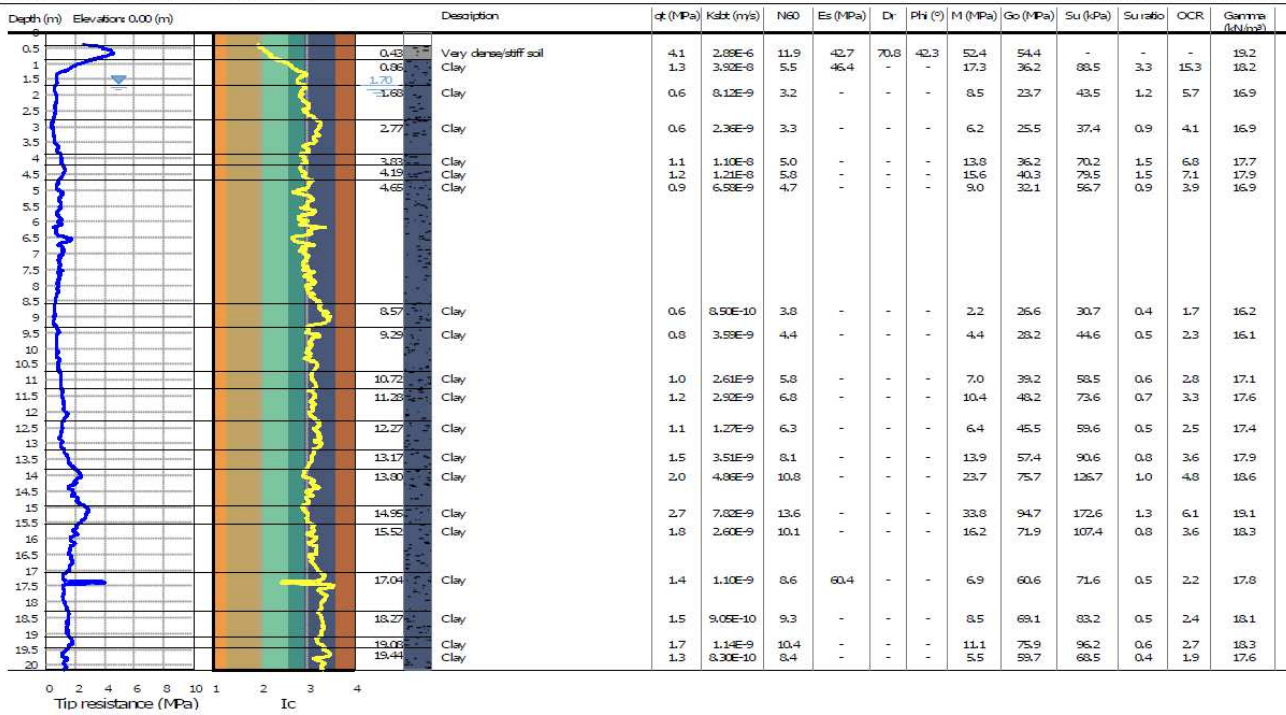 Depth (m) Elevation: 0.00 (m) Description qt (MPa) Ksbt (m/s) N60 Es (MPa) Dr Phi (°) M (MPa) Go (MPa) Su (kPa) Su ratio OCR Gamma (kN/m³)
0
0.5 0.43 Very dense/stiff soil 4.1 2.89E-6 11.9 42.7 70.8 42.3 52.4 54.4 - - - 19.2
1 0.86 Clay 1.3 3.92E-8 5.5 46.4 - - 17.3 36.2 88.5 3.3 15.3 18.2
1.5 1.70
2 1.68 Clay 0.6 8.12E-9 3.2 - - - 8.5 23.7 43.5 1.2 5.7 16.9
2.5
3 2.77 Clay 0.6 2.36E-9 3.3 - - - 6.2 25.5 37.4 0.9 4.1 16.9
3.5
4 3.83 Clay 1.1 1.10E-8 5.0 - - - 13.8 36.2 70.2 1.5 6.8 17.7
4.5 4.19 Clay 1.2 1.21E-8 5.8 - - - 15.6 40.3 79.5 1.5 7.1 17.9
5 4.65 Clay 0.9 6.58E-9 4.7 - - - 9.0 32.1 56.7 0.9 3.9 16.9
5.5
6
6.5
7
7.5
8
8.5
9 8.57 Clay 0.6 8.50E-10 3.8 - - - 2.2 26.6 30.7 0.4 1.7 16.2
9.5 9.29 Clay 0.8 3.59E-9 4.4 - - - 4.4 28.2 44.6 0.5 2.3 16.1
10
10.5
11 10.72 Clay 1.0 2.61E-9 5.8 - - - 7.0 39.2 58.5 0.6 2.8 17.1
11.5 11.28 Clay 1.2 2.92E-9 6.8 - - - 10.4 48.2 73.6 0.7 3.3 17.6
12
12.5 12.27 Clay 1.1 1.27E-9 6.3 - - - 6.4 45.5 59.6 0.5 2.5 17.4
13
13.5 13.17 Clay 1.5 3.51E-9 8.1 - - - 13.9 57.4 90.6 0.8 3.6 17.9
14 13.80 Clay 2.0 4.86E-9 10.8 - - - 23.7 75.7 126.7 1.0 4.8 18.6
14.5
15 14.95 Clay 2.7 7.82E-9 13.6 - - - 33.8 94.7 172.6 1.3 6.1 19.1
15.5 15.52 Clay 1.8 2.60E-9 10.1 - - - 16.2 71.9 107.4 0.8 3.6 18.3
16
16.5
17
17.5 17.04 Clay 1.4 1.10E-9 8.6 60.4 - - 6.9 60.6 71.6 0.5 2.2 17.8
18
18.5 18.27 Clay 1.5 9.05E-10 9.3 - - - 8.5 69.1 83.2 0.5 2.4 18.1
19
19.5 19.08 Clay 1.7 1.14E-9 10.4 - - - 11.1 75.9 96.2 0.6 2.7 18.3
20 19.44 Clay 1.3 8.30E-10 8.4 - - - 5.5 59.7 68.5 0.4 1.9 17.6
0 2 4 6 8 10 1 2 3 4
Tip resistance (MPa) Ic